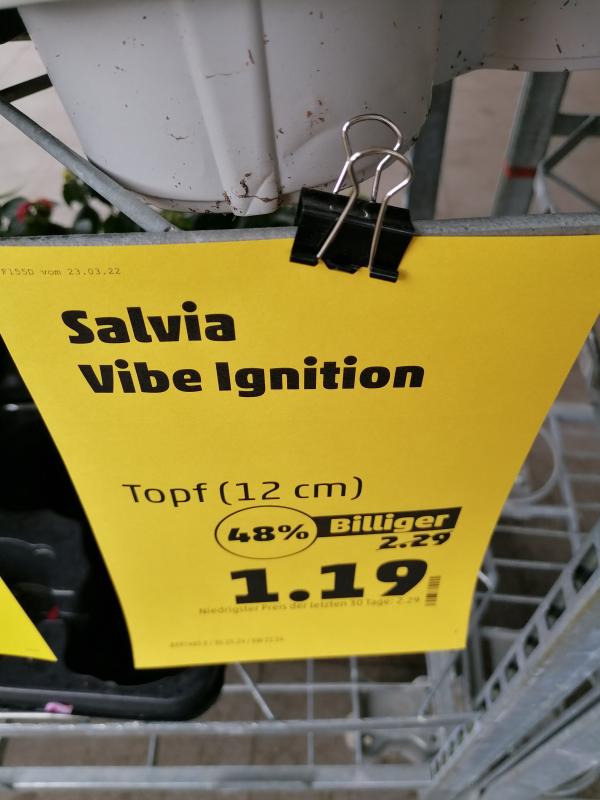 F155D vom 23.03.22
Salvia
Vibe Ignition
Topf (12 cm)
48% Billiger
2.29
1.19
Niedrigster Preis der letzten 30 Tage: 2.29